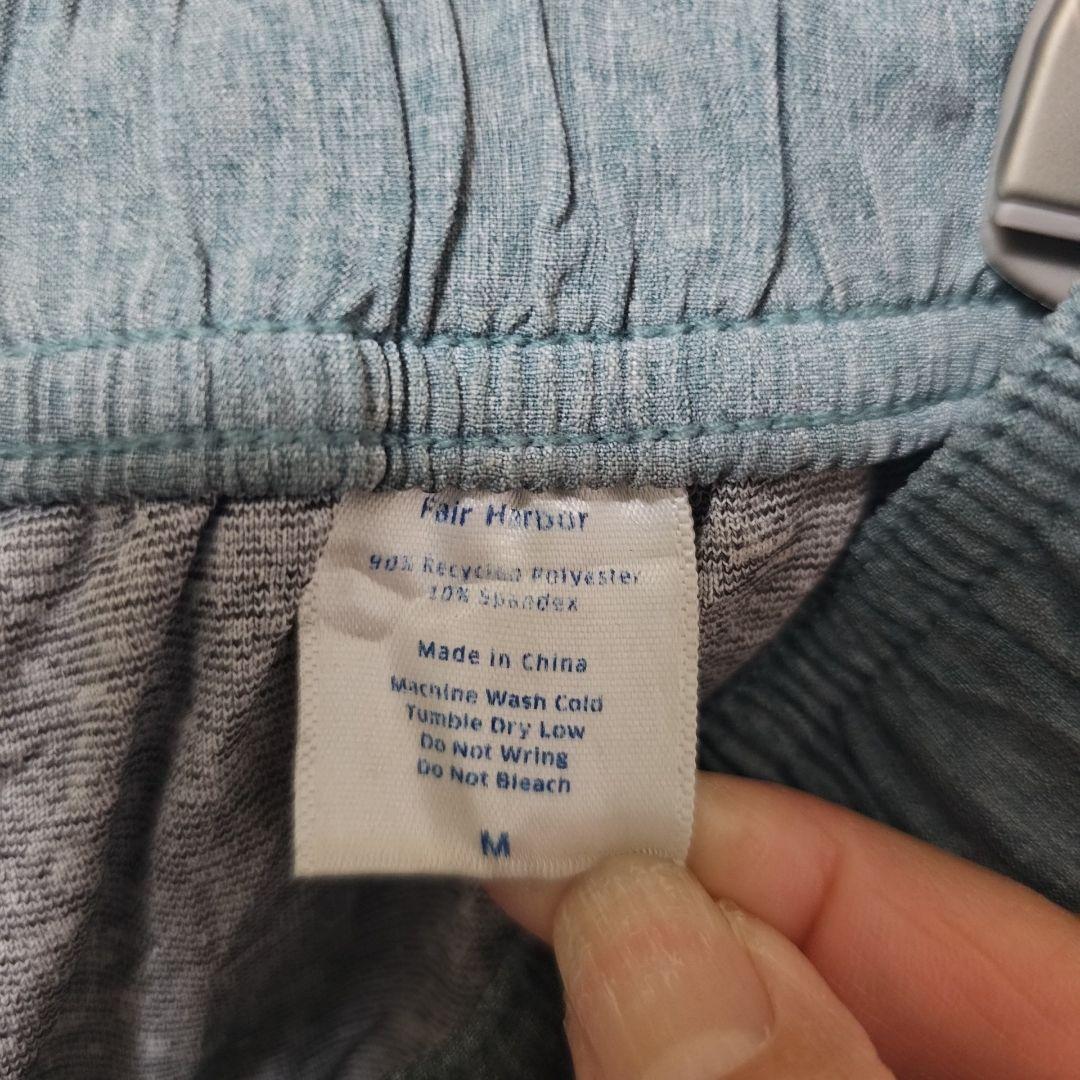 Fair Harbor
90% Recycled Polyester
10% Spandex
Made in China
Machine Wash Cold
Tumble Dry Low
Do Not Wring
Do Not Bleach
M